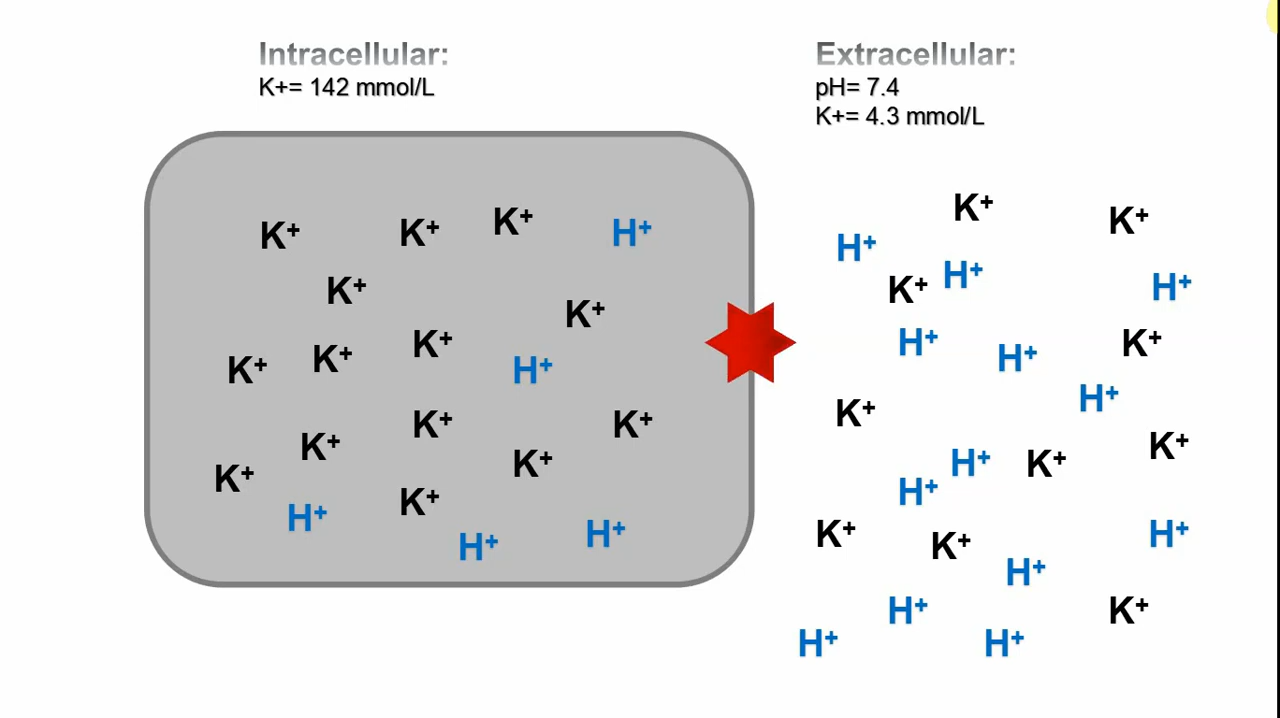 Intracellular:
K+= 142 mmol/L
Extracellular:
pH= 7.4
K+= 4.3 mmol/L
K⁺ K⁺ K⁺ H⁺
K⁺ K⁺
K⁺ K⁺ K⁺ H⁺
K⁺ K⁺ K⁺
K⁺ K⁺ K⁺
H⁺ H⁺ H⁺
K⁺ K⁺
H⁺ K⁺ H⁺ H⁺
H⁺ H⁺ K⁺
K⁺ H⁺
H⁺ K⁺ K⁺
H⁺
K⁺ K⁺ H⁺
H⁺
H⁺ K⁺
H⁺ H⁺